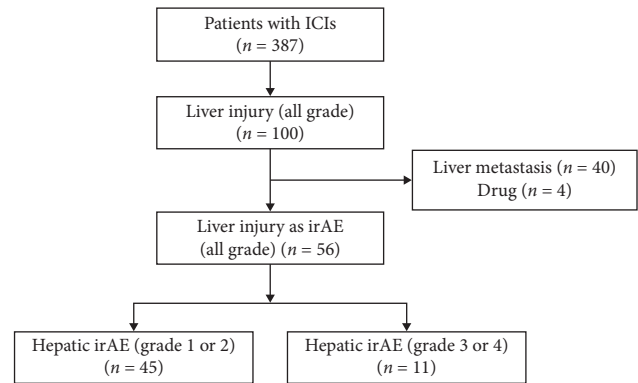 Patients with ICIs
(n = 387)
Liver injury (all grade)
(n = 100)
Liver metastasis (n = 40)
Drug (n = 4)
Liver injury as irAE
(all grade) (n = 56)
Hepatic irAE (grade 1 or 2)
(n = 45)
Hepatic irAE (grade 3 or 4)
(n = 11)